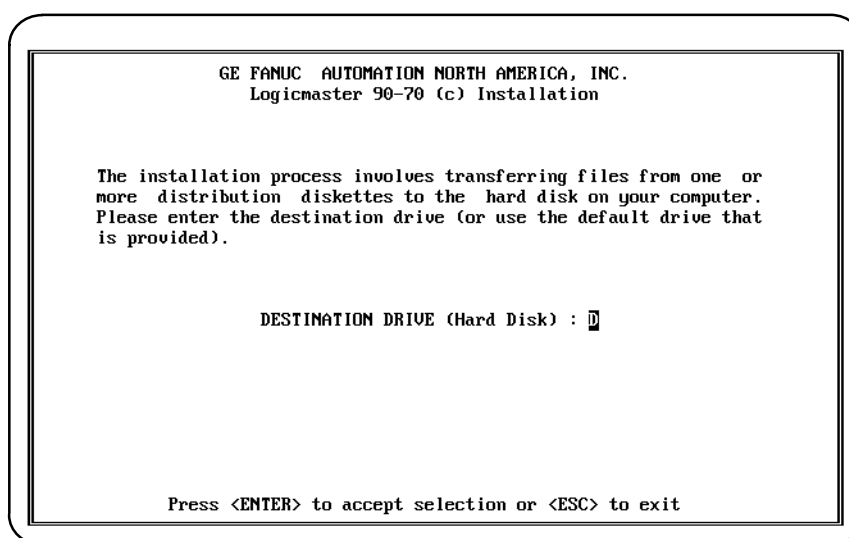 GE FANUC AUTOMATION NORTH AMERICA, INC.
Logicmaster 90-70 (c) Installation
The installation process involves transferring files from one or
more distribution diskettes to the hard disk on your computer.
Please enter the destination drive (or use the default drive that
is provided).
DESTINATION DRIVE (Hard Disk) : D
Press <ENTER> to accept selection or <ESC> to exit